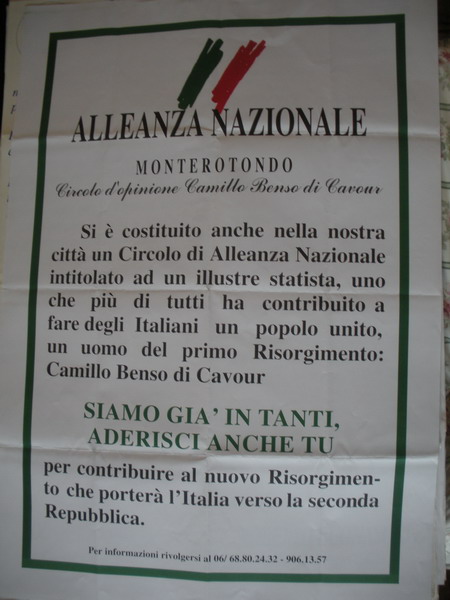 ALLEANZA NAZIONALE
MONTEROTONDO
Circolo d'opinione Camillo Benso di Cavour
Si è costituito anche nella nostra
città un Circolo di Alleanza Nazionale
intitolato ad un illustre statista, uno
che più di tutti ha contribuito a
fare degli Italiani un popolo unito,
un uomo del primo Risorgimento:
Camillo Benso di Cavour
SIAMO GIA' IN TANTI,
ADERISCI ANCHE TU
per contribuire al nuovo Risorgimen-
to che porterà l'Italia verso la seconda
Repubblica.
Per informazioni rivolgersi al 06/ 68.80.24.32 - 906.13.57